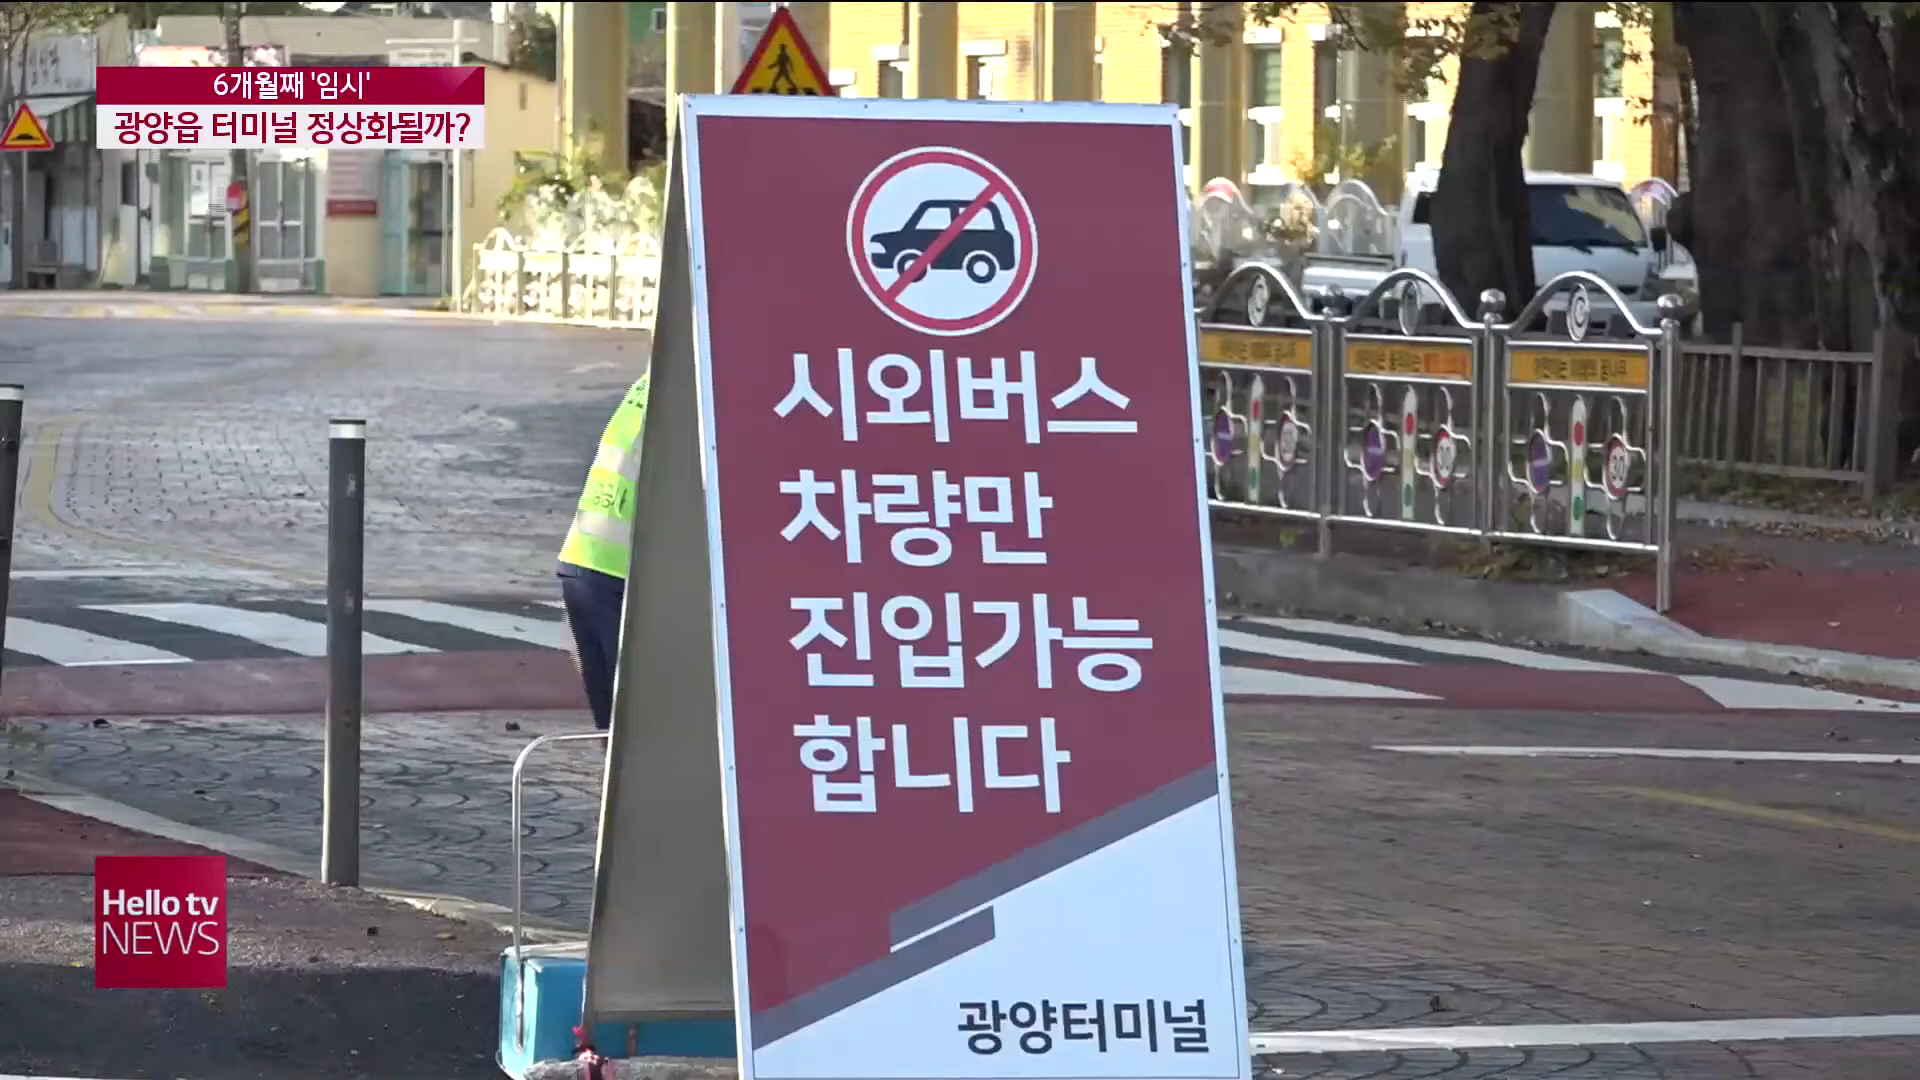 6개월째 '임시'
광양읍 터미널 정상화될까?
시외버스
차량만
진입가능
합니다
광양터미널
Hello tv
NEWS